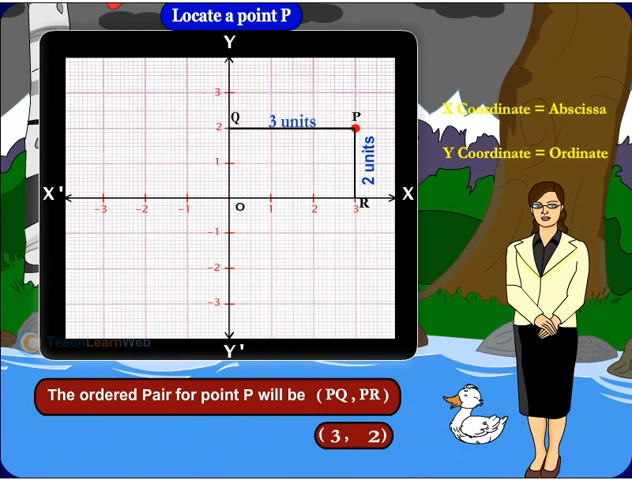 Locate a point P
Y
3
Q 3 units P
2
X Coordinate = Abscissa
Y Coordinate = Ordinate
2 units
1
X' X
O R
-3 -2 -1 1 2 3
-1
-2
-3
© TeachLearnWeb
Y'
The ordered Pair for point P will be (PQ , PR)
(3, 2)